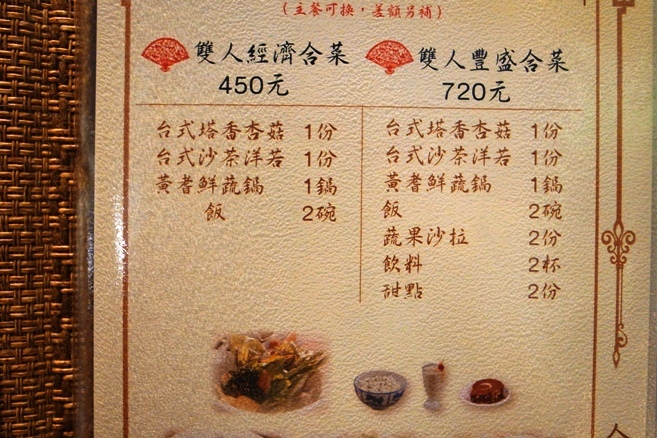 (主餐可換，差額另補)
雙人經濟合菜
450元
台式塔香杏菇 1份
台式沙茶洋若 1份
黃耆鮮蔬鍋 1鍋
飯 2碗
雙人豐盛合菜
720元
台式塔香杏菇 1份
台式沙茶洋若 1份
黃耆鮮蔬鍋 1鍋
飯 2碗
蔬果沙拉 2份
飲料 2杯
甜點 2份